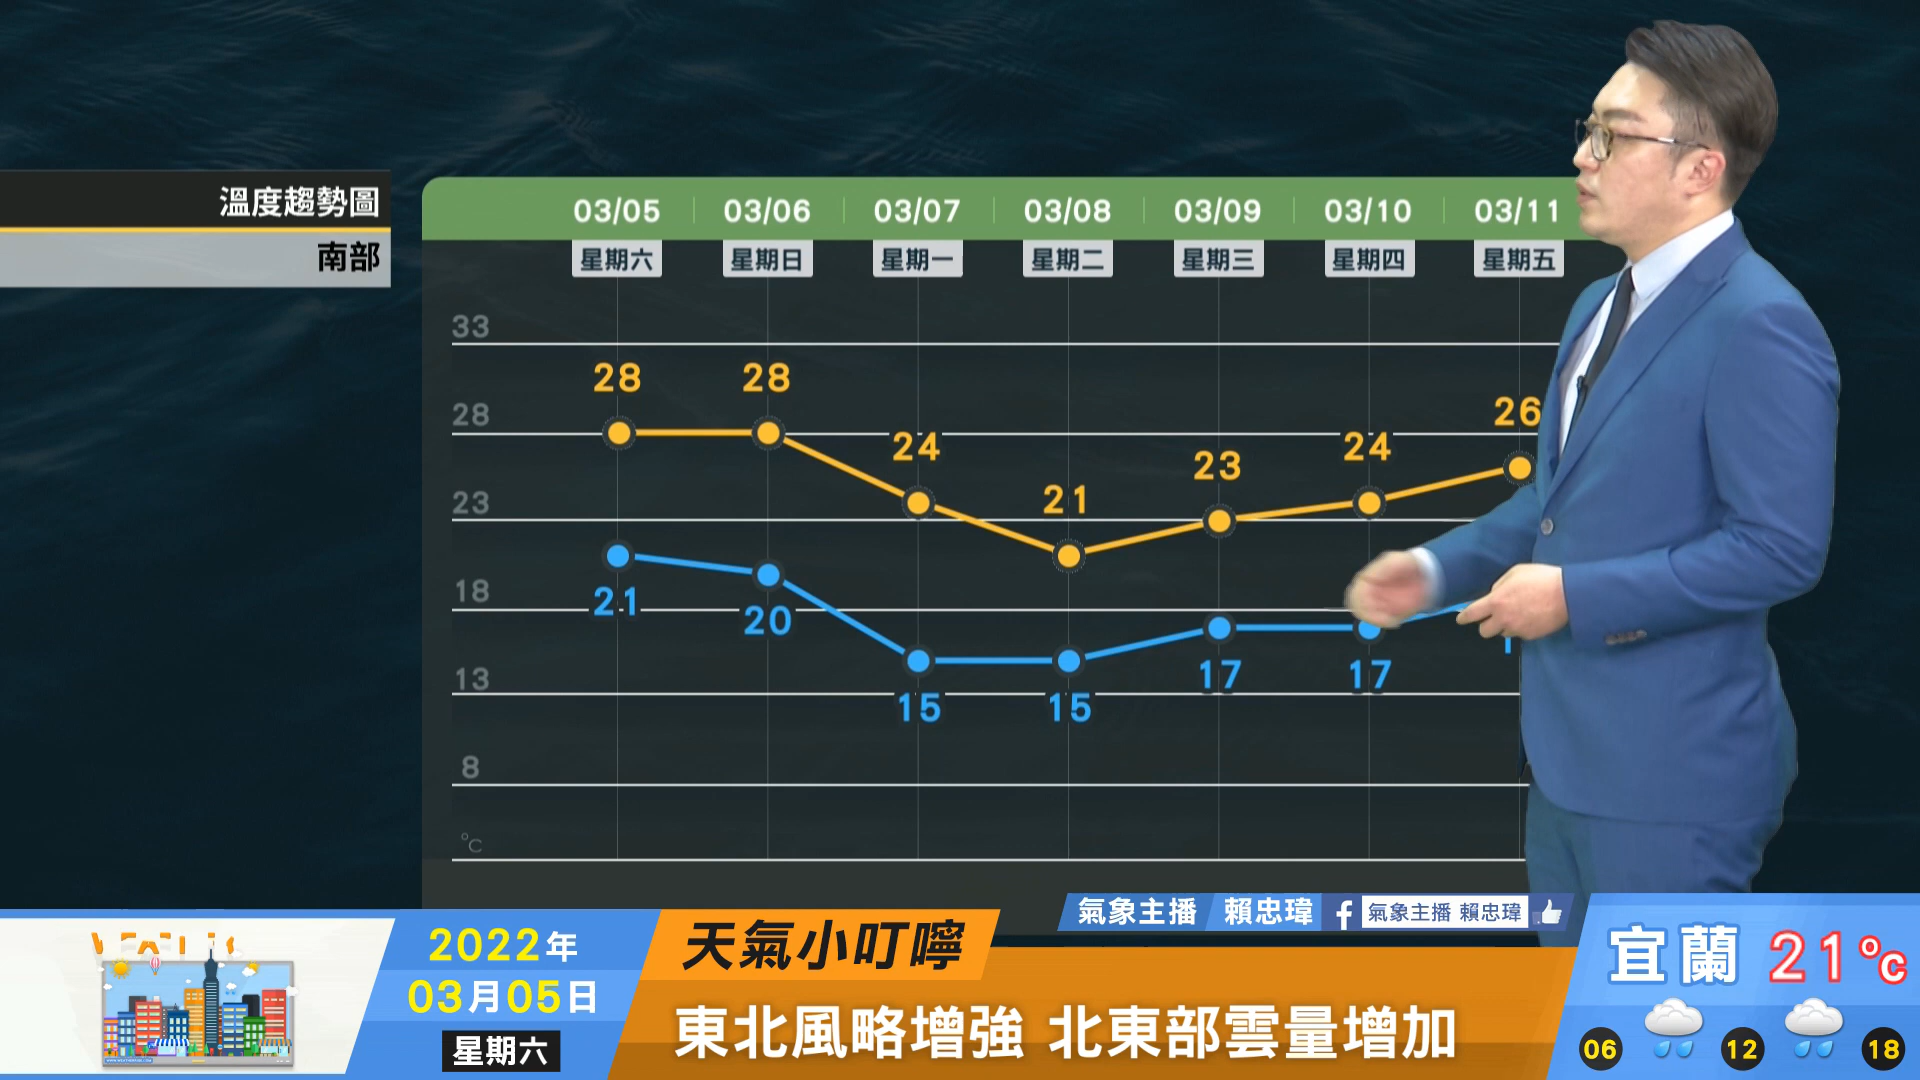 溫度趨勢圖
南部
03/05 03/06 03/07 03/08 03/09 03/10 03/11
星期六 星期日 星期一 星期二 星期三 星期四 星期五
33
28
23
18
13
8
°C
28 28 24 21 23 24 26
21 20 15 15 17 17
氣象主播 賴忠瑋 f 氣象主播 賴忠瑋
2022年
03月05日
星期六
天氣小叮嚀
東北風略增強 北東部雲量增加
宜蘭 21°C
06 12 18